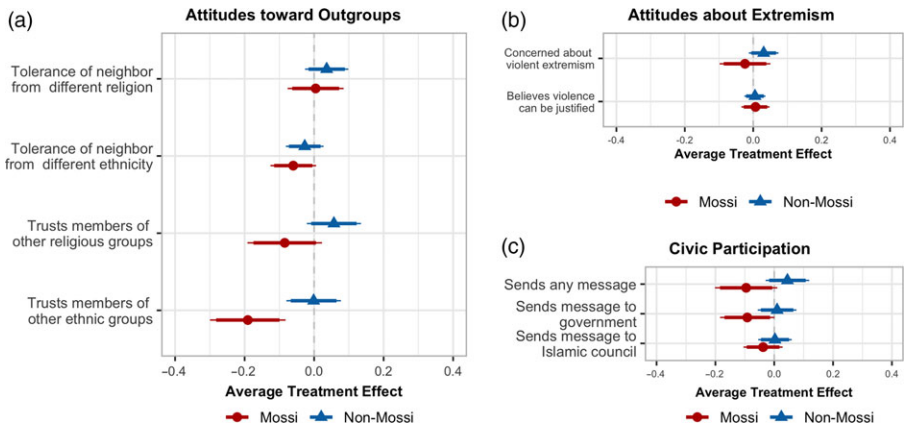 (a)
Attitudes toward Outgroups
Tolerance of neighbor
from different religion
Tolerance of neighbor
from different ethnicity
Trusts members of
other religious groups
Trusts members of
other ethnic groups
−0.4 −0.2 0.0 0.2 0.4
Average Treatment Effect
Mossi Non−Mossi
(b)
Attitudes about Extremism
Concerned about
violent extremism
Believes violence
can be justified
−0.4 −0.2 0.0 0.2 0.4
Average Treatment Effect
Mossi Non−Mossi
(c)
Civic Participation
Sends any message
Sends message to
government
Sends message to
Islamic council
−0.4 −0.2 0.0 0.2 0.4
Average Treatment Effect
Mossi Non−Mossi